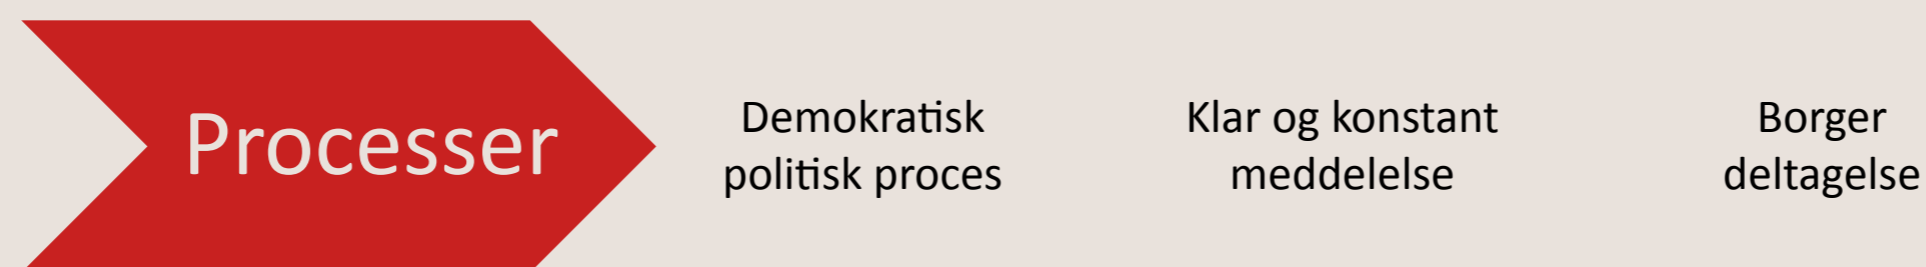 Processer
Demokratisk
politisk proces
Klar og konstant
meddelelse
Borger
deltagelse